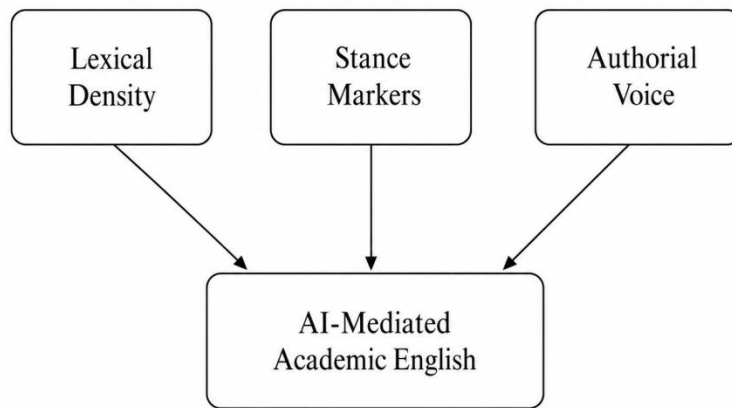 Lexical
Density
Stance
Markers
Authorial
Voice
AI-Mediated
Academic English